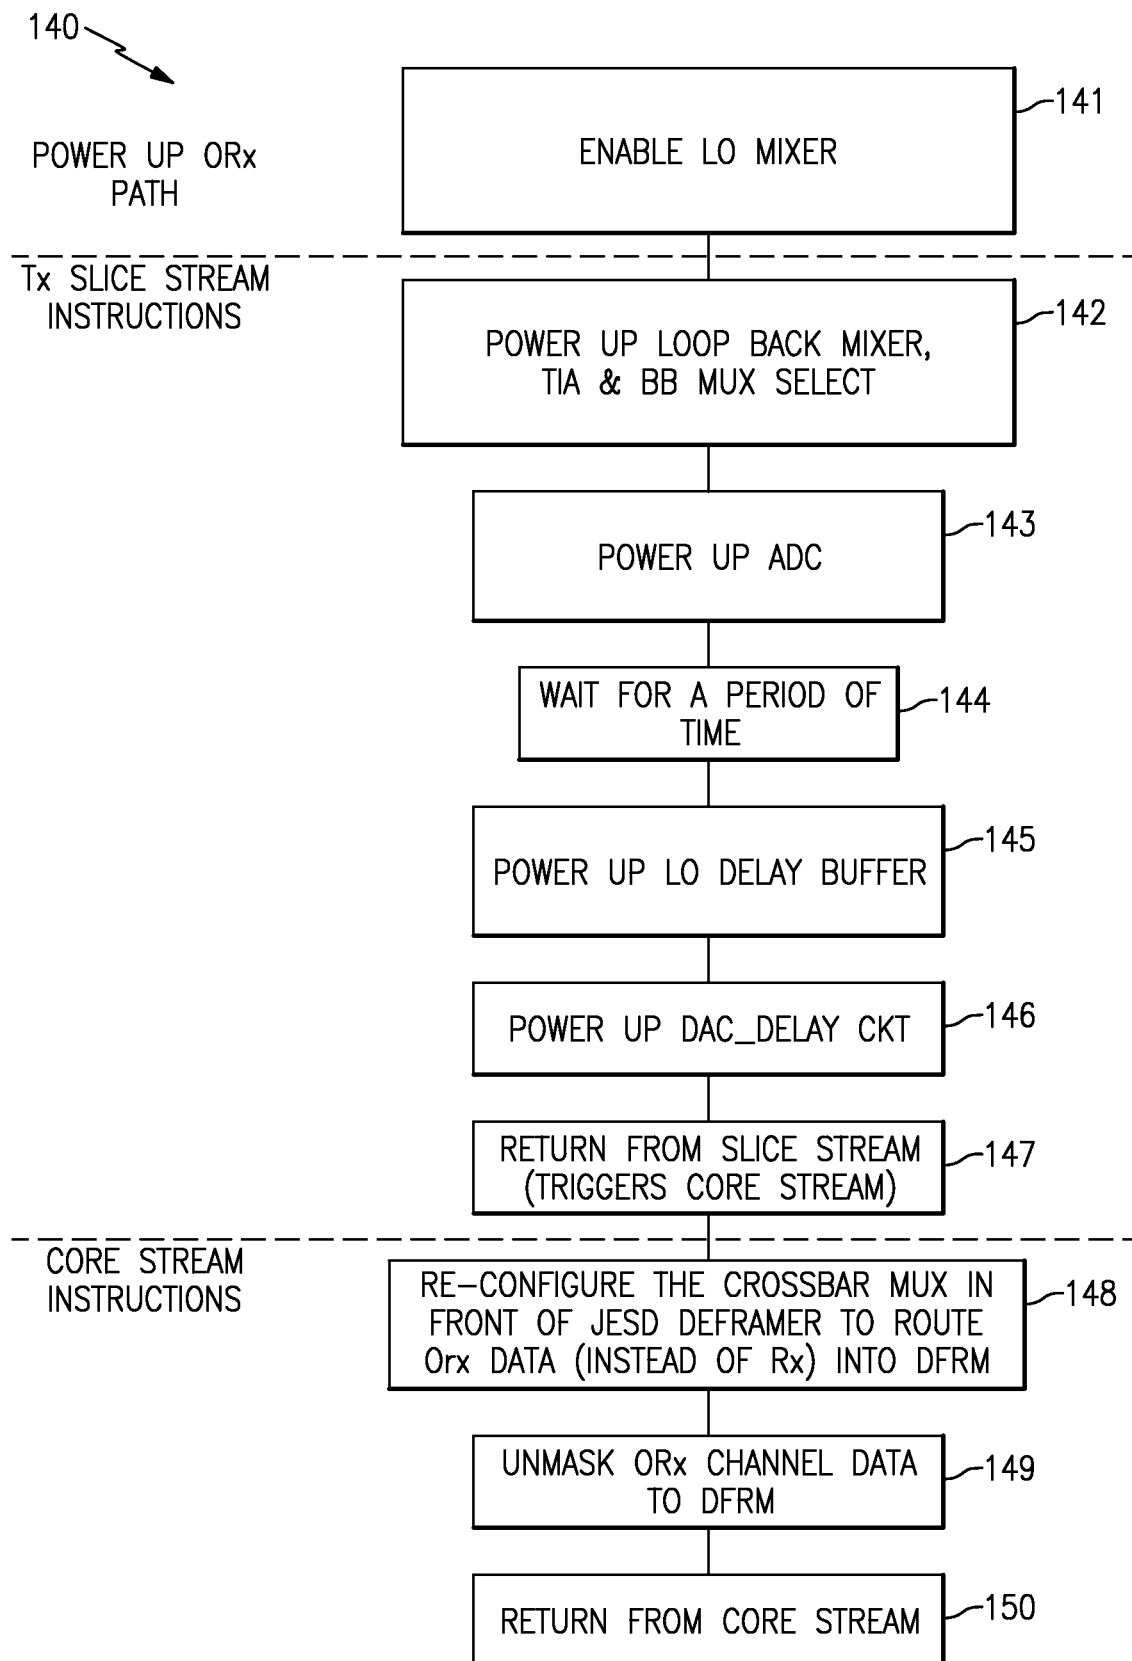 140
141
ENABLE LO MIXER
POWER UP ORx
PATH
Tx SLICE STREAM
INSTRUCTIONS
142
POWER UP LOOP BACK MIXER,
TIA & BB MUX SELECT
143
POWER UP ADC
WAIT FOR A PERIOD OF
TIME
144
145
POWER UP LO DELAY BUFFER
POWER UP DAC_DELAY CKT
146
RETURN FROM SLICE STREAM
(TRIGGERS CORE STREAM)
147
CORE STREAM
INSTRUCTIONS
RE-CONFIGURE THE CROSSBAR MUX IN
FRONT OF JESD DEFRAMER TO ROUTE
Orx DATA (INSTEAD OF Rx) INTO DFRM
148
UNMASK ORx CHANNEL DATA
TO DFRM
149
RETURN FROM CORE STREAM
150